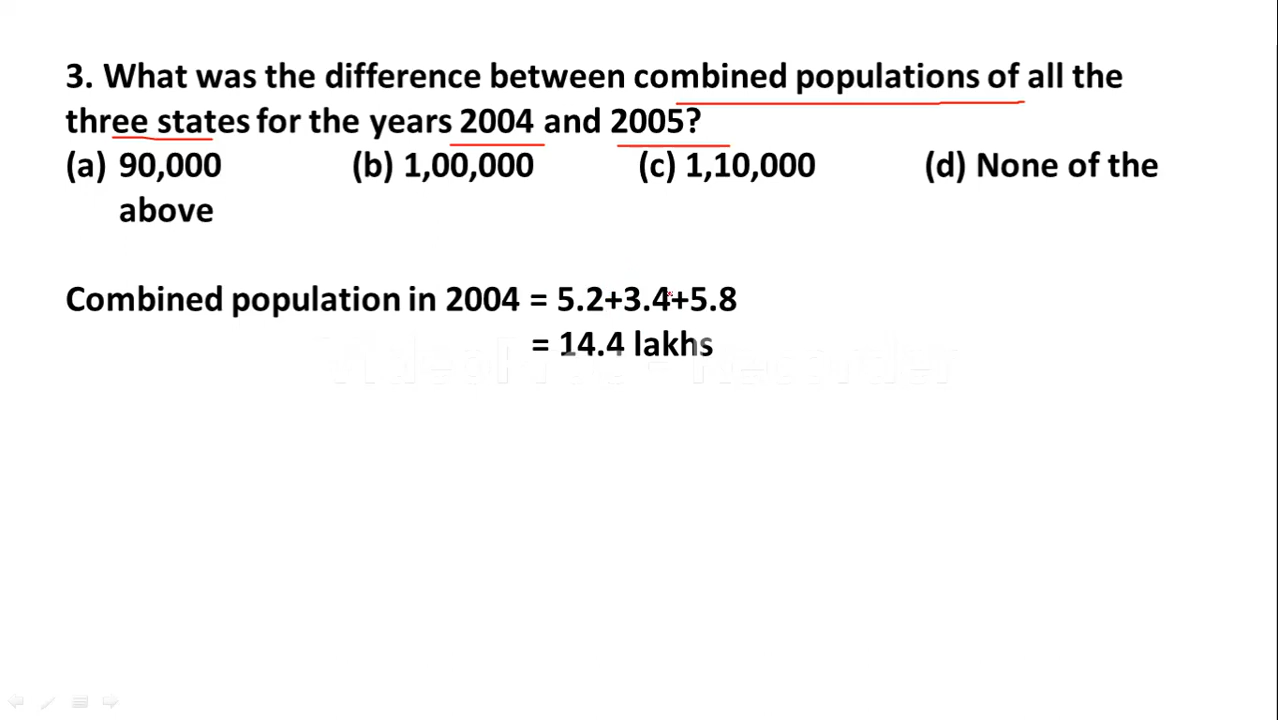 3. What was the difference between combined populations of all the
three states for the years 2004 and 2005?
(a) 90,000 (b) 1,00,000 (c) 1,10,000 (d) None of the
above
Combined population in 2004 = 5.2+3.4+5.8
= 14.4 lakhs
Recorder